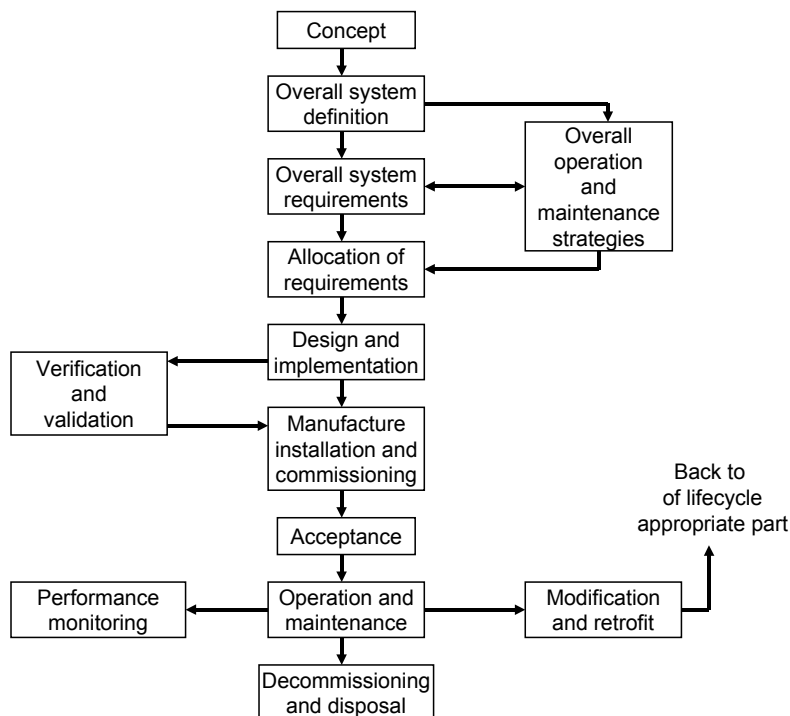 Concept
Overall system
definition
Overall
operation
and
maintenance
strategies
Overall system
requirements
Allocation of
requirements
Design and
implementation
Verification
and
validation
Manufacture
installation and
commissioning
Back to
of lifecycle
appropriate part
Acceptance
Performance
monitoring
Operation and
maintenance
Modification
and retrofit
Decommissioning
and disposal